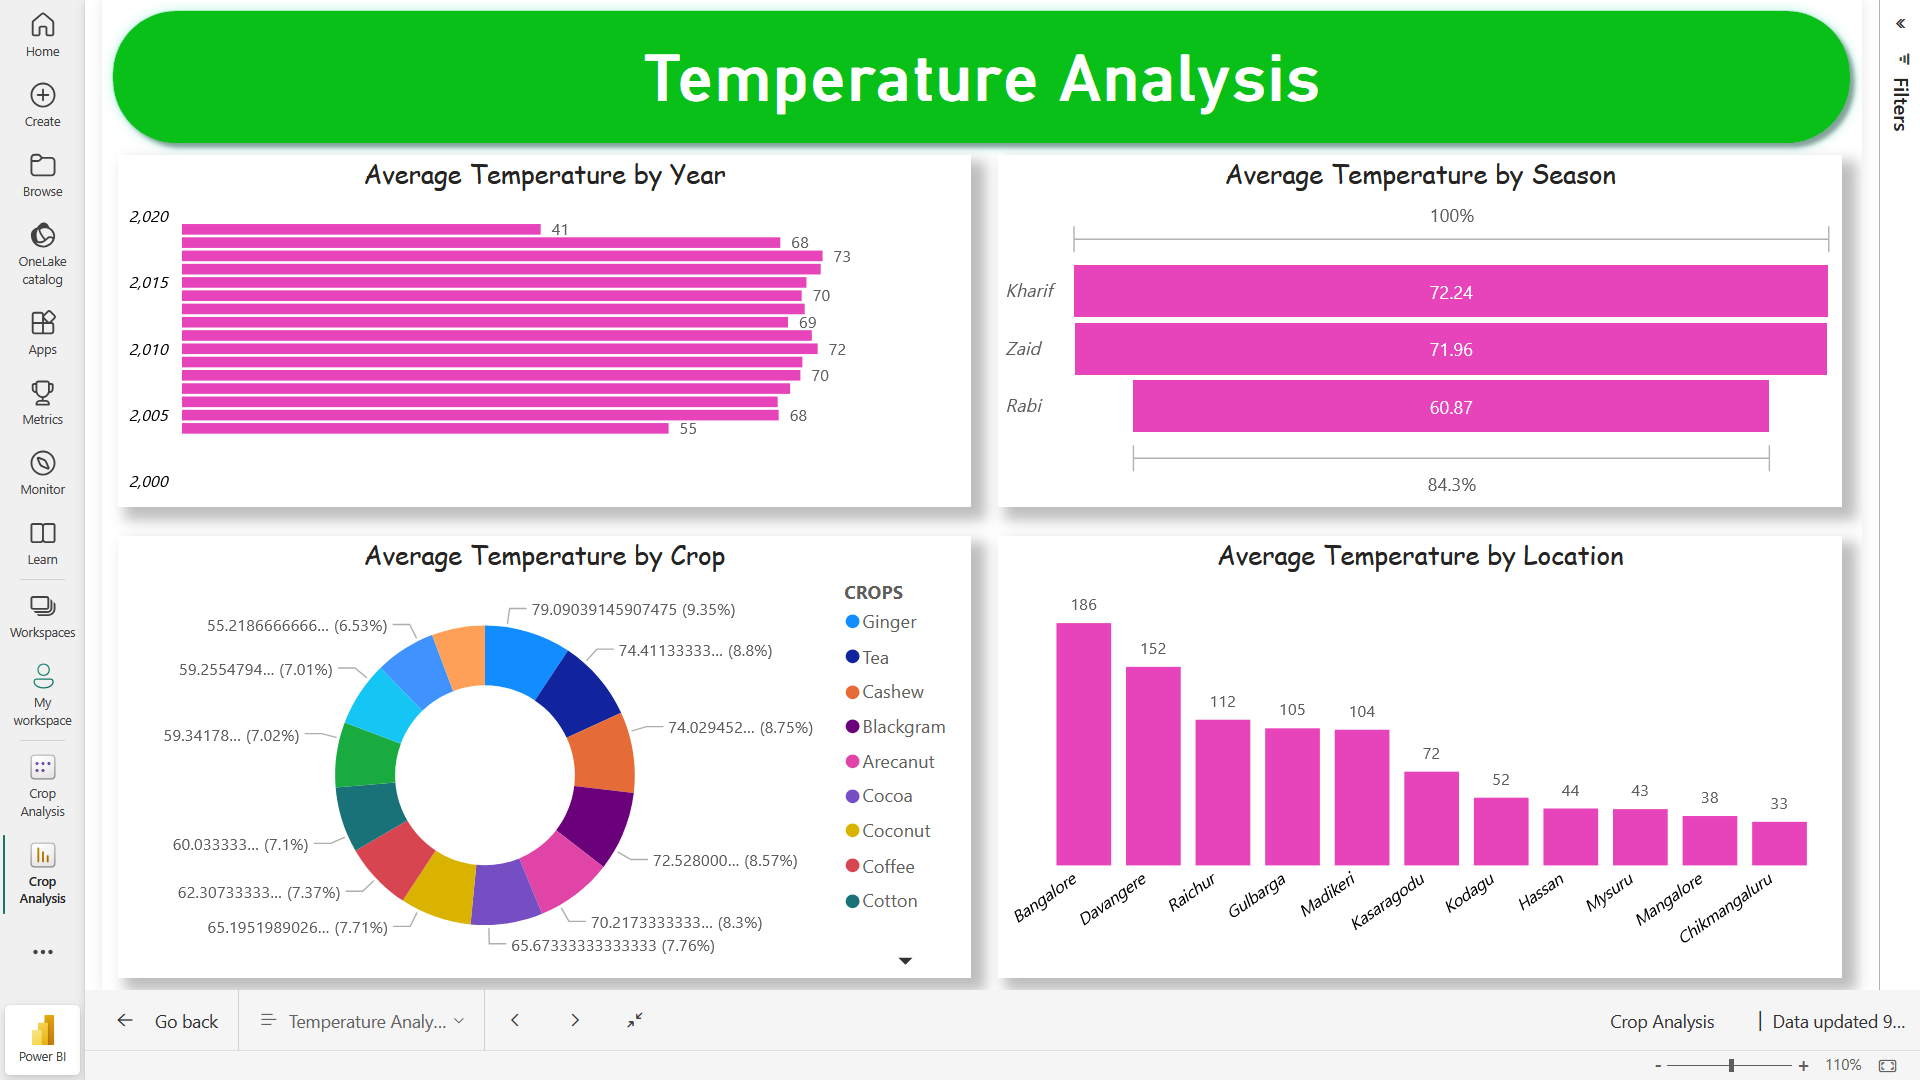 Home
Create
Browse
OneLake
catalog
Apps
Metrics
Monitor
Learn
Workspaces
My
workspace
Crop
Analysis
Crop
Analysis
Power BI
Temperature Analysis
Average Temperature by Year
2,020
2,015
2,010
2,005
2,000
41
68
73
70
69
72
70
68
55
Average Temperature by Season
100%
Kharif
72.24
Zaid
71.96
Rabi
60.87
84.3%
Average Temperature by Crop
79.09039145907475 (9.35%)
74.41133333... (8.8%)
74.029452... (8.75%)
72.528000... (8.57%)
70.2173333333... (8.3%)
65.67333333333333 (7.76%)
65.1951989026... (7.71%)
62.30733333... (7.37%)
60.033333... (7.1%)
59.34178... (7.02%)
59.2554794... (7.01%)
55.2186666666... (6.53%)
CROPS
Ginger
Tea
Cashew
Blackgram
Arecanut
Cocoa
Coconut
Coffee
Cotton
Average Temperature by Location
186
152
112
105
104
72
52
44
43
38
33
Bangalore
Davangere
Raichur
Gulbarga
Madikeri
Kasaragodu
Kodagu
Hassan
Mysuru
Mangalore
Chikmangaluru
Filters
Go back
Temperature Analy...
Crop Analysis
| Data updated 9...
- + 110%